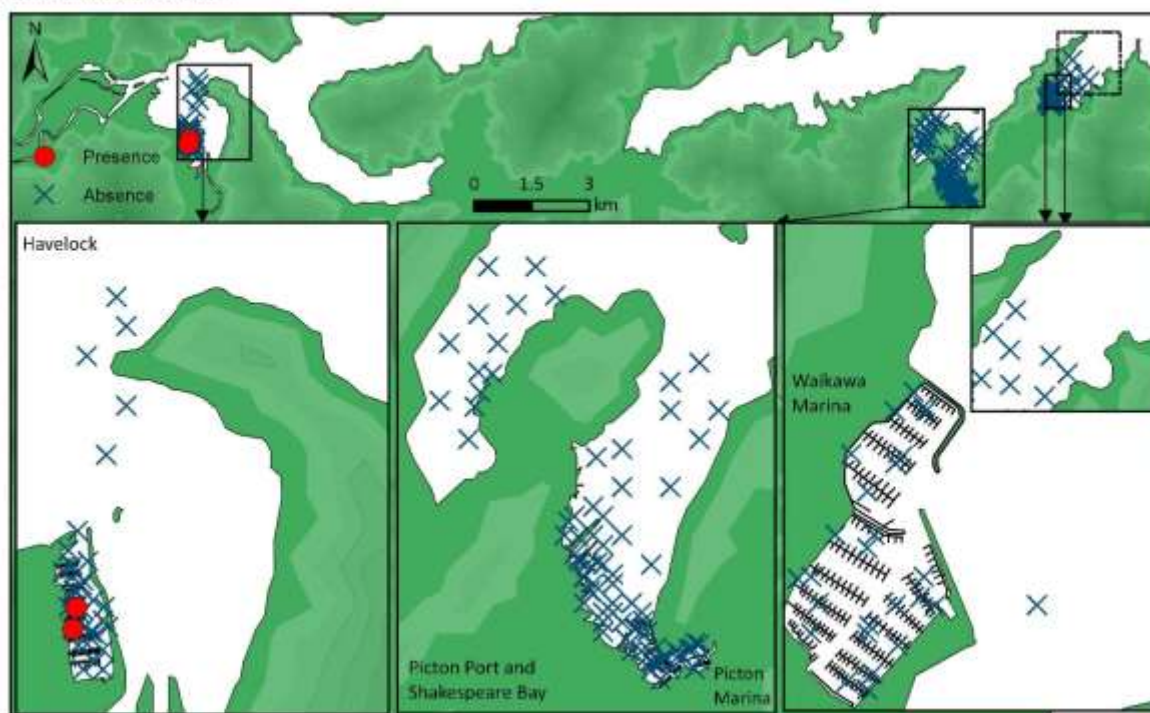 N
Presence
Absence
0 1.5 3
km
Havelock
Picton Port and
Shakespeare Bay
Picton
Marina
Waikawa
Marina